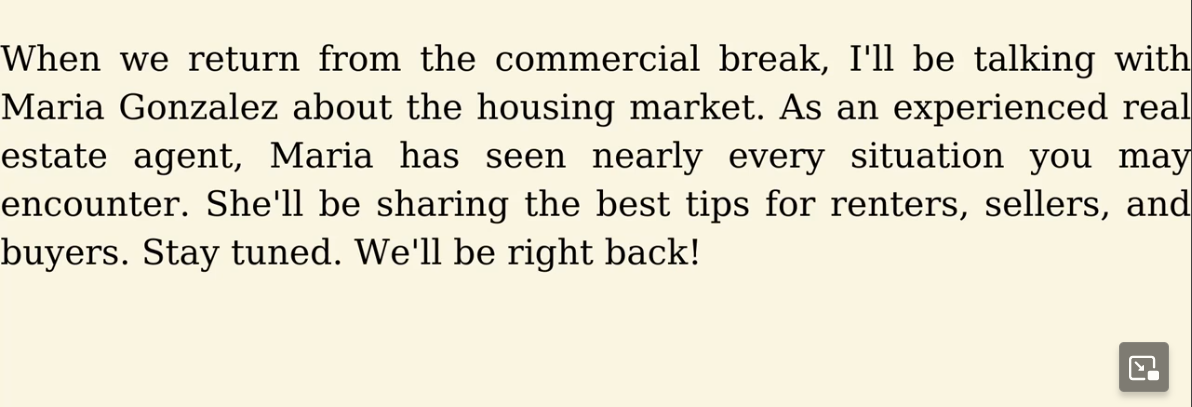 When we return from the commercial break, I'll be talking with
Maria Gonzalez about the housing market. As an experienced real
estate agent, Maria has seen nearly every situation you may
encounter. She'll be sharing the best tips for renters, sellers, and
buyers. Stay tuned. We'll be right back!